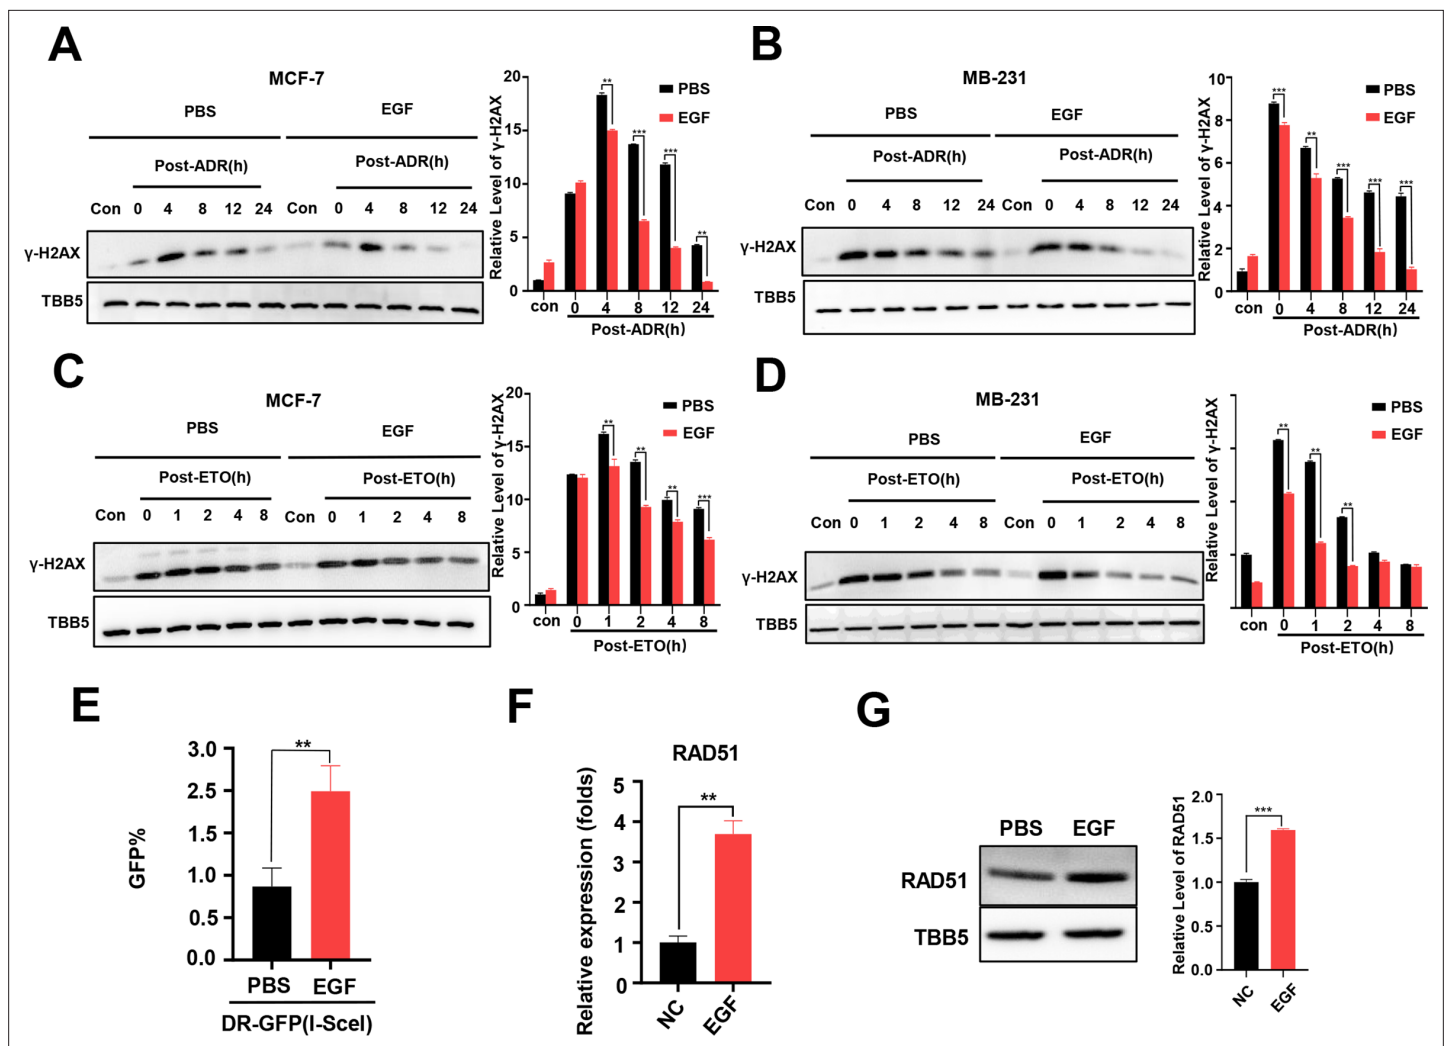 A
MCF-7
PBS
EGF
Post-ADR(h)
Post-ADR(h)
Con 0 4 8 12 24 Con 0 4 8 12 24
γ-H2AX
TBB5
Relative Level of γ-H2AX
20
15
10
5
0
PBS
EGF
**
***
***
**
con 0 4 8 12 24
Post-ADR(h)
B
MB-231
PBS
EGF
Post-ADR(h)
Post-ADR(h)
Con 0 4 8 12 24 Con 0 4 8 12 24
γ-H2AX
TBB5
Relative Level of γ-H2AX
10
8
6
4
2
0
PBS
EGF
***
**
***
***
***
con 0 4 8 12 24
Post-ADR(h)
C
MCF-7
PBS
EGF
Post-ETO(h)
Post-ETO(h)
Con 0 1 2 4 8 Con 0 1 2 4 8
γ-H2AX
TBB5
Relative Level of γ-H2AX
20
15
10
5
0
PBS
EGF
**
**
**
***
con 0 1 2 4 8
Post-ETO(h)
D
MB-231
PBS
EGF
Post-ETO(h)
Post-ETO(h)
Con 0 1 2 4 8 Con 0 1 2 4 8
γ-H2AX
TBB5
Relative Level of γ-H2AX
PBS
EGF
**
**
**
con 0 1 2 4 8
Post-ETO(h)
E
GFP%
3.0
2.5
1.5
1.0
0.5
0.0
**
PBS EGF
DR-GFP(I-SceI)
F
RAD51
Relative expression (folds)
5
4
3
2
1
0
**
NC EGF
G
PBS EGF
RAD51
TBB5
Relative Level of RAD51
2.0
1.5
1.0
0.5
0.0
***
NC EGF